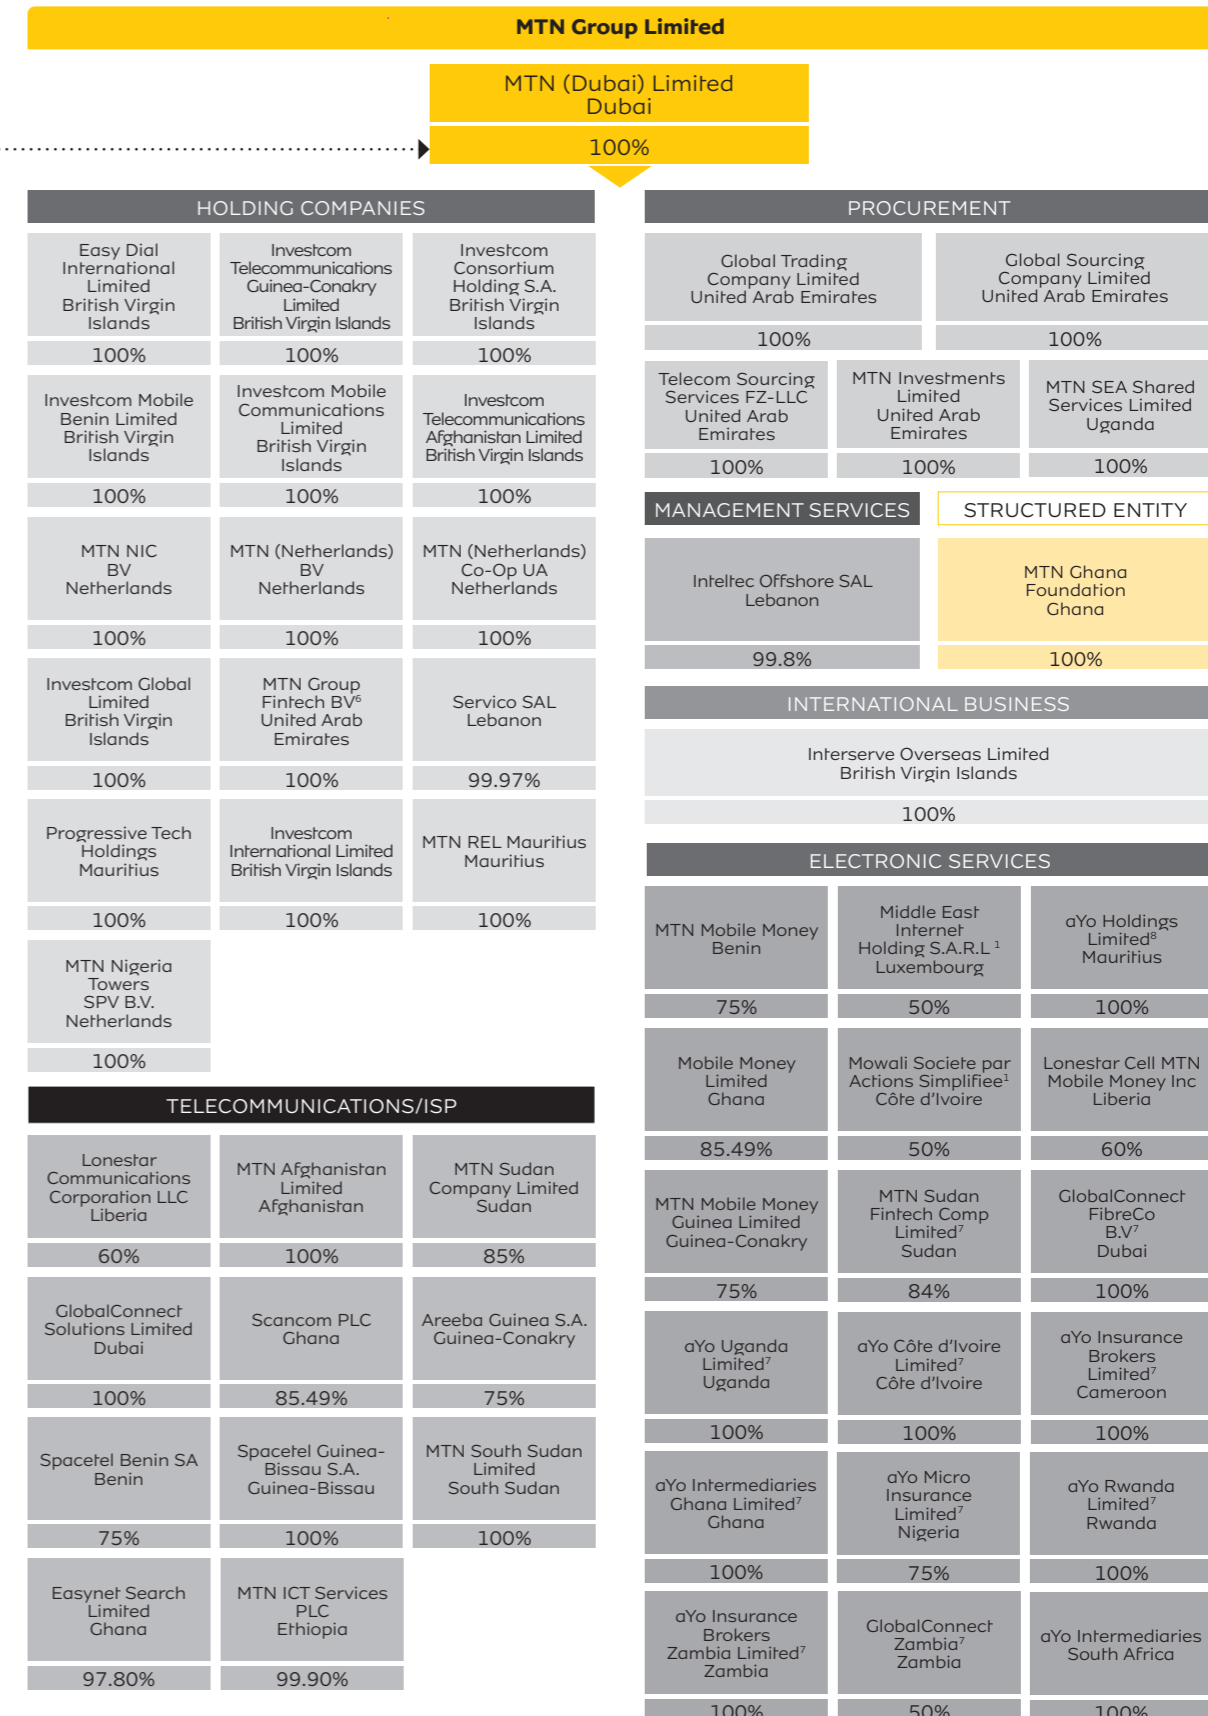 MTN Group Limited
MTN (Dubai) Limited
Dubai
100%
HOLDING COMPANIES
Easy Dial
International
Limited
British Virgin
Islands
100%
Investcom
Telecommunications
Guinea-Conakry
Limited
British Virgin Islands
100%
Investcom
Consortium
Holding S.A.
British Virgin
Islands
100%
Investcom Mobile
Benin Limited
British Virgin
Islands
100%
Investcom Mobile
Communications
Limited
British Virgin
Islands
100%
Investcom
Telecommunications
Afghanistan Limited
British Virgin Islands
100%
MTN NIC
BV
Netherlands
100%
MTN (Netherlands)
BV
Netherlands
100%
MTN (Netherlands)
Co-Op UA
Netherlands
100%
Investcom Global
Limited
British Virgin
Islands
100%
MTN Group
Fintech BV⁶
United Arab
Emirates
100%
Servico SAL
Lebanon
99.97%
Progressive Tech
Holdings
Mauritius
100%
Investcom
International Limited
British Virgin Islands
100%
MTN REL Mauritius
Mauritius
100%
MTN Nigeria
Towers
SPV B.V.
Netherlands
100%
TELECOMMUNICATIONS/ISP
Lonestar
Communications
Corporation LLC
Liberia
60%
MTN Afghanistan
Limited
Afghanistan
100%
MTN Sudan
Company Limited
Sudan
85%
GlobalConnect
Solutions Limited
Dubai
100%
Scancom PLC
Ghana
85.49%
Areeba Guinea S.A.
Guinea-Conakry
75%
Spacetel Benin SA
Benin
75%
Spacetel Guinea-
Bissau S.A.
Guinea-Bissau
100%
MTN South Sudan
Limited
South Sudan
100%
Easynet Search
Limited
Ghana
97.80%
MTN ICT Services
PLC
Ethiopia
99.90%
PROCUREMENT
Global Trading
Company Limited
United Arab Emirates
100%
Global Sourcing
Company Limited
United Arab Emirates
100%
Telecom Sourcing
Services FZ-LLC
United Arab
Emirates
100%
MTN Investments
Limited
United Arab
Emirates
100%
MTN SEA Shared
Services Limited
Uganda
100%
MANAGEMENT SERVICES
Inteltec Offshore SAL
Lebanon
99.8%
STRUCTURED ENTITY
MTN Ghana
Foundation
Ghana
100%
INTERNATIONAL BUSINESS
Interserve Overseas Limited
British Virgin Islands
100%
ELECTRONIC SERVICES
MTN Mobile Money
Benin
75%
Middle East
Internet
Holding S.A.R.L ¹
Luxembourg
50%
aYo Holdings
Limited⁸
Mauritius
100%
Mobile Money
Limited
Ghana
85.49%
Mowali Societe par
Actions Simplifiee¹
Côte d'Ivoire
50%
Lonestar Cell MTN
Mobile Money Inc
Liberia
60%
MTN Mobile Money
Guinea Limited
Guinea-Conakry
75%
MTN Sudan
Fintech Comp
Limited⁷
Sudan
84%
GlobalConnect
FibreCo
B.V⁷
Dubai
100%
aYo Uganda
Limited⁷
Uganda
100%
aYo Côte d'Ivoire
Limited⁷
Côte d'Ivoire
100%
aYo Insurance
Brokers
Limited⁷
Cameroon
100%
aYo Intermediaries
Ghana Limited⁷
Ghana
100%
aYo Micro
Insurance
Limited⁷
Nigeria
75%
aYo Rwanda
Limited⁷
Rwanda
100%
aYo Insurance
Brokers
Zambia Limited⁷
Zambia
100%
GlobalConnect
Zambia⁷
Zambia
50%
aYo Intermediaries
South Africa
100%